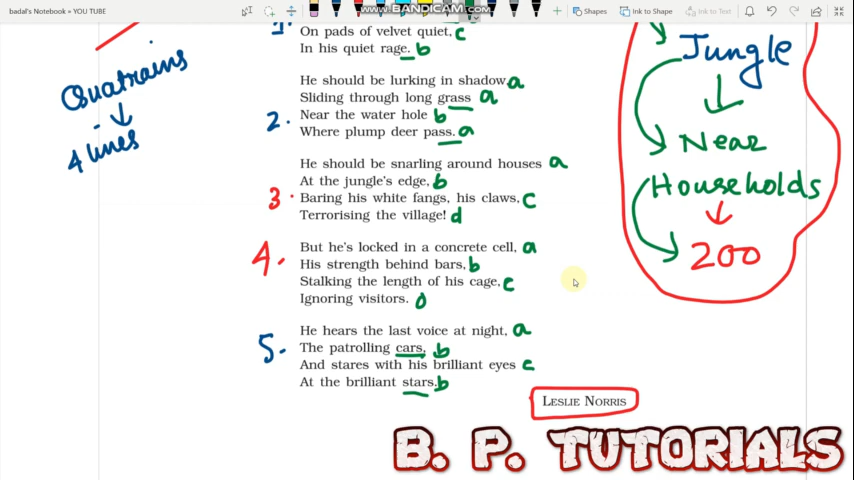 badal's Notebook » YOU TUBE
WWW.BANDICAM.COM
Shapes
Ink to Shape
Ink to Text
1.
On pads of velvet quiet, c
In his quiet rage. b
Quatrains
4 lines
2.
He should be lurking in shadow, a
Sliding through long grass a
Near the water hole b
Where plump deer pass. a
3.
He should be snarling around houses a
At the jungle's edge, b
Baring his white fangs, his claws, c
Terrorising the village! d
4.
But he's locked in a concrete cell, a
His strength behind bars, b
Stalking the length of his cage, c
Ignoring visitors. d
5.
He hears the last voice at night, a
The patrolling cars, b
And stares with his brilliant eyes c
At the brilliant stars. b
LESLIE NORRIS
Jungle
Near
Households
200
B. P. TUTORIALS